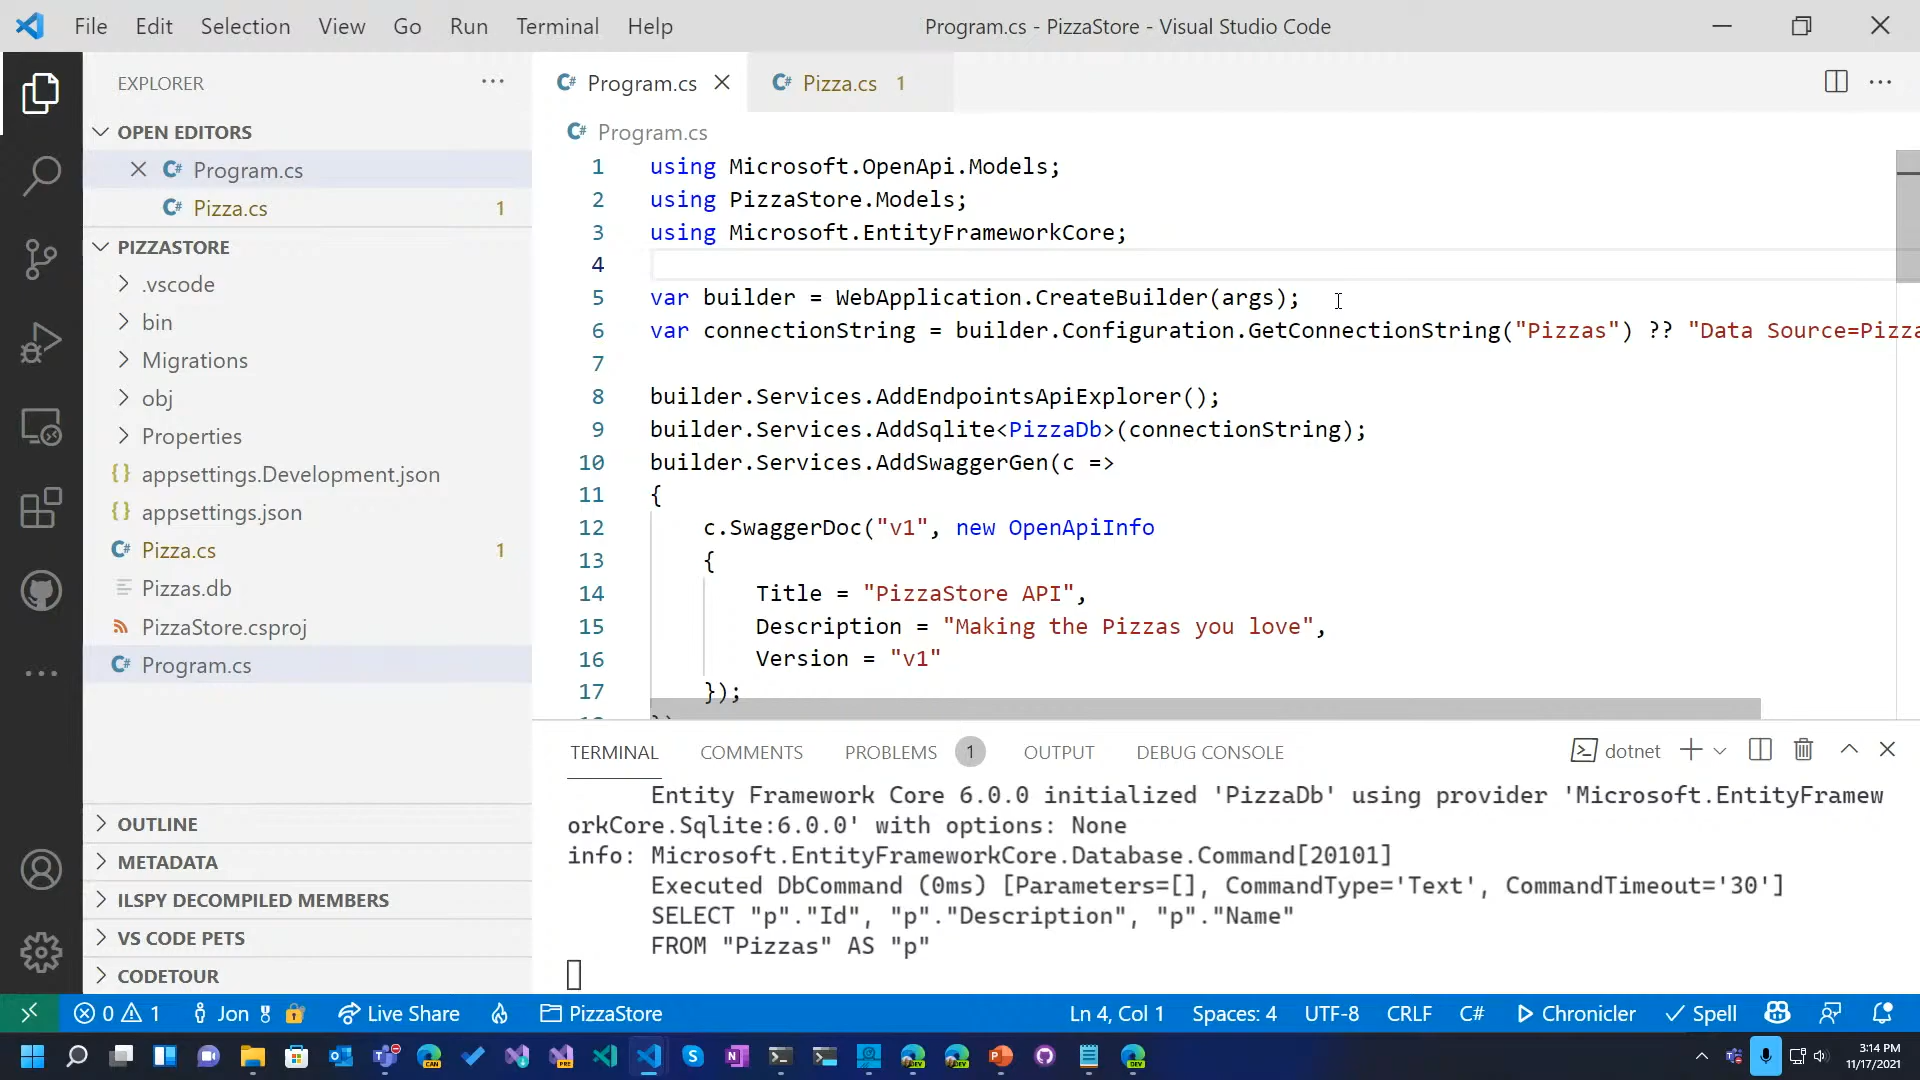 File Edit Selection View Go Run Terminal Help
Program.cs - PizzaStore - Visual Studio Code
EXPLORER
OPEN EDITORS
Program.cs
Pizza.cs 1
PIZZASTORE
.vscode
bin
Migrations
obj
Properties
appsettings.Development.json
appsettings.json
Pizza.cs 1
Pizzas.db
PizzaStore.csproj
Program.cs
OUTLINE
METADATA
ILSPY DECOMPILED MEMBERS
VS CODE PETS
CODETOUR
Program.cs Pizza.cs 1
Program.cs
1 using Microsoft.OpenApi.Models;
2 using PizzaStore.Models;
3 using Microsoft.EntityFrameworkCore;
4
5 var builder = WebApplication.CreateBuilder(args);
6 var connectionString = builder.Configuration.GetConnectionString("Pizzas") ?? "Data Source=Pizza
7
8 builder.Services.AddEndpointsApiExplorer();
9 builder.Services.AddSqlite<PizzaDb>(connectionString);
10 builder.Services.AddSwaggerGen(c =>
11 {
12 c.SwaggerDoc("v1", new OpenApiInfo
13 {
14 Title = "PizzaStore API",
15 Description = "Making the Pizzas you love",
16 Version = "v1"
17 });
TERMINAL COMMENTS PROBLEMS 1 OUTPUT DEBUG CONSOLE
dotnet
Entity Framework Core 6.0.0 initialized 'PizzaDb' using provider 'Microsoft.EntityFramew
orkCore.Sqlite:6.0.0' with options: None
info: Microsoft.EntityFrameworkCore.Database.Command[20101]
Executed DbCommand (0ms) [Parameters=[], CommandType='Text', CommandTimeout='30']
SELECT "p"."Id", "p"."Description", "p"."Name"
FROM "Pizzas" AS "p"
0 1 Jon Live Share PizzaStore Ln 4, Col 1 Spaces: 4 UTF-8 CRLF C# Chronicler Spell
3:14 PM
11/17/2021